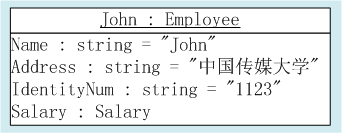 John : Employee
Name : string = "John"
Address : string = "中国传媒大学"
IdentityNum : string = "1123"
Salary : Salary